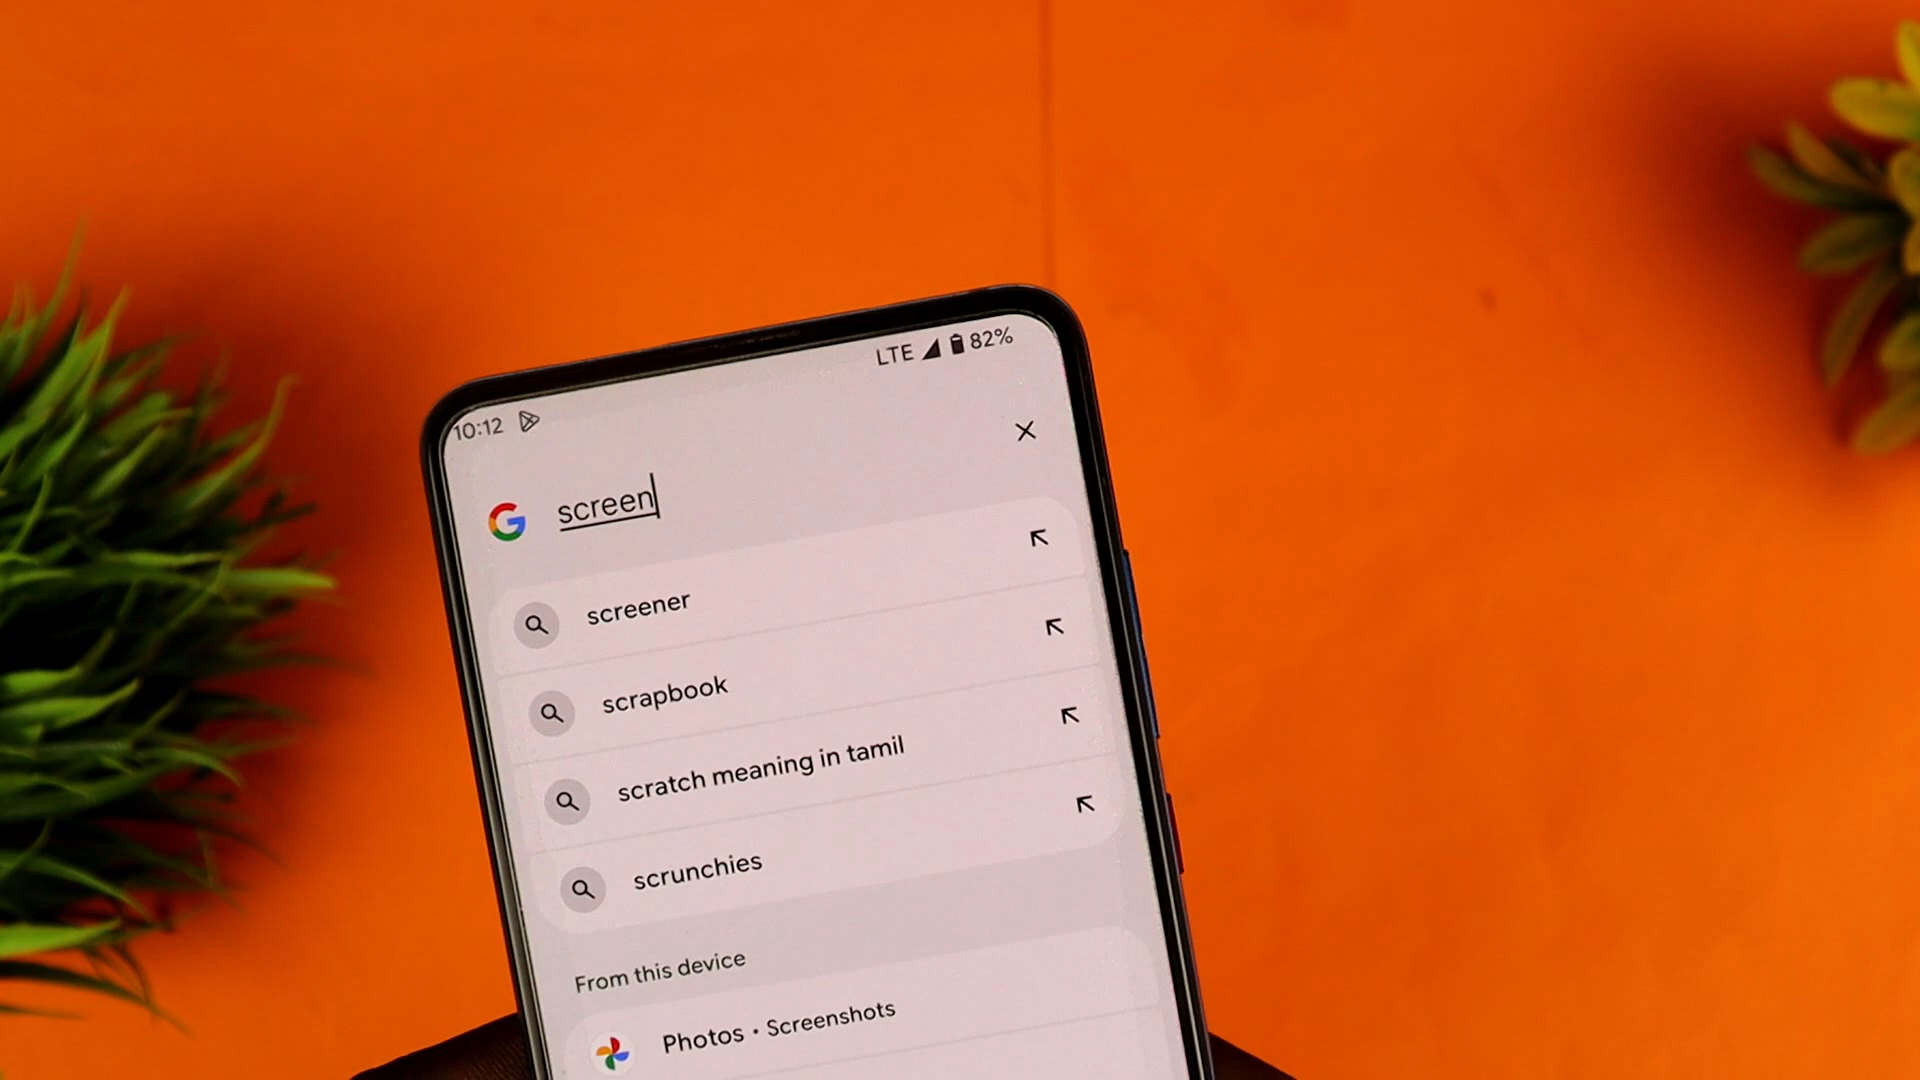 10:12 LTE 82%
screen
screener
scrapbook
scratch meaning in tamil
scrunchies
From this device
Photos • Screenshots